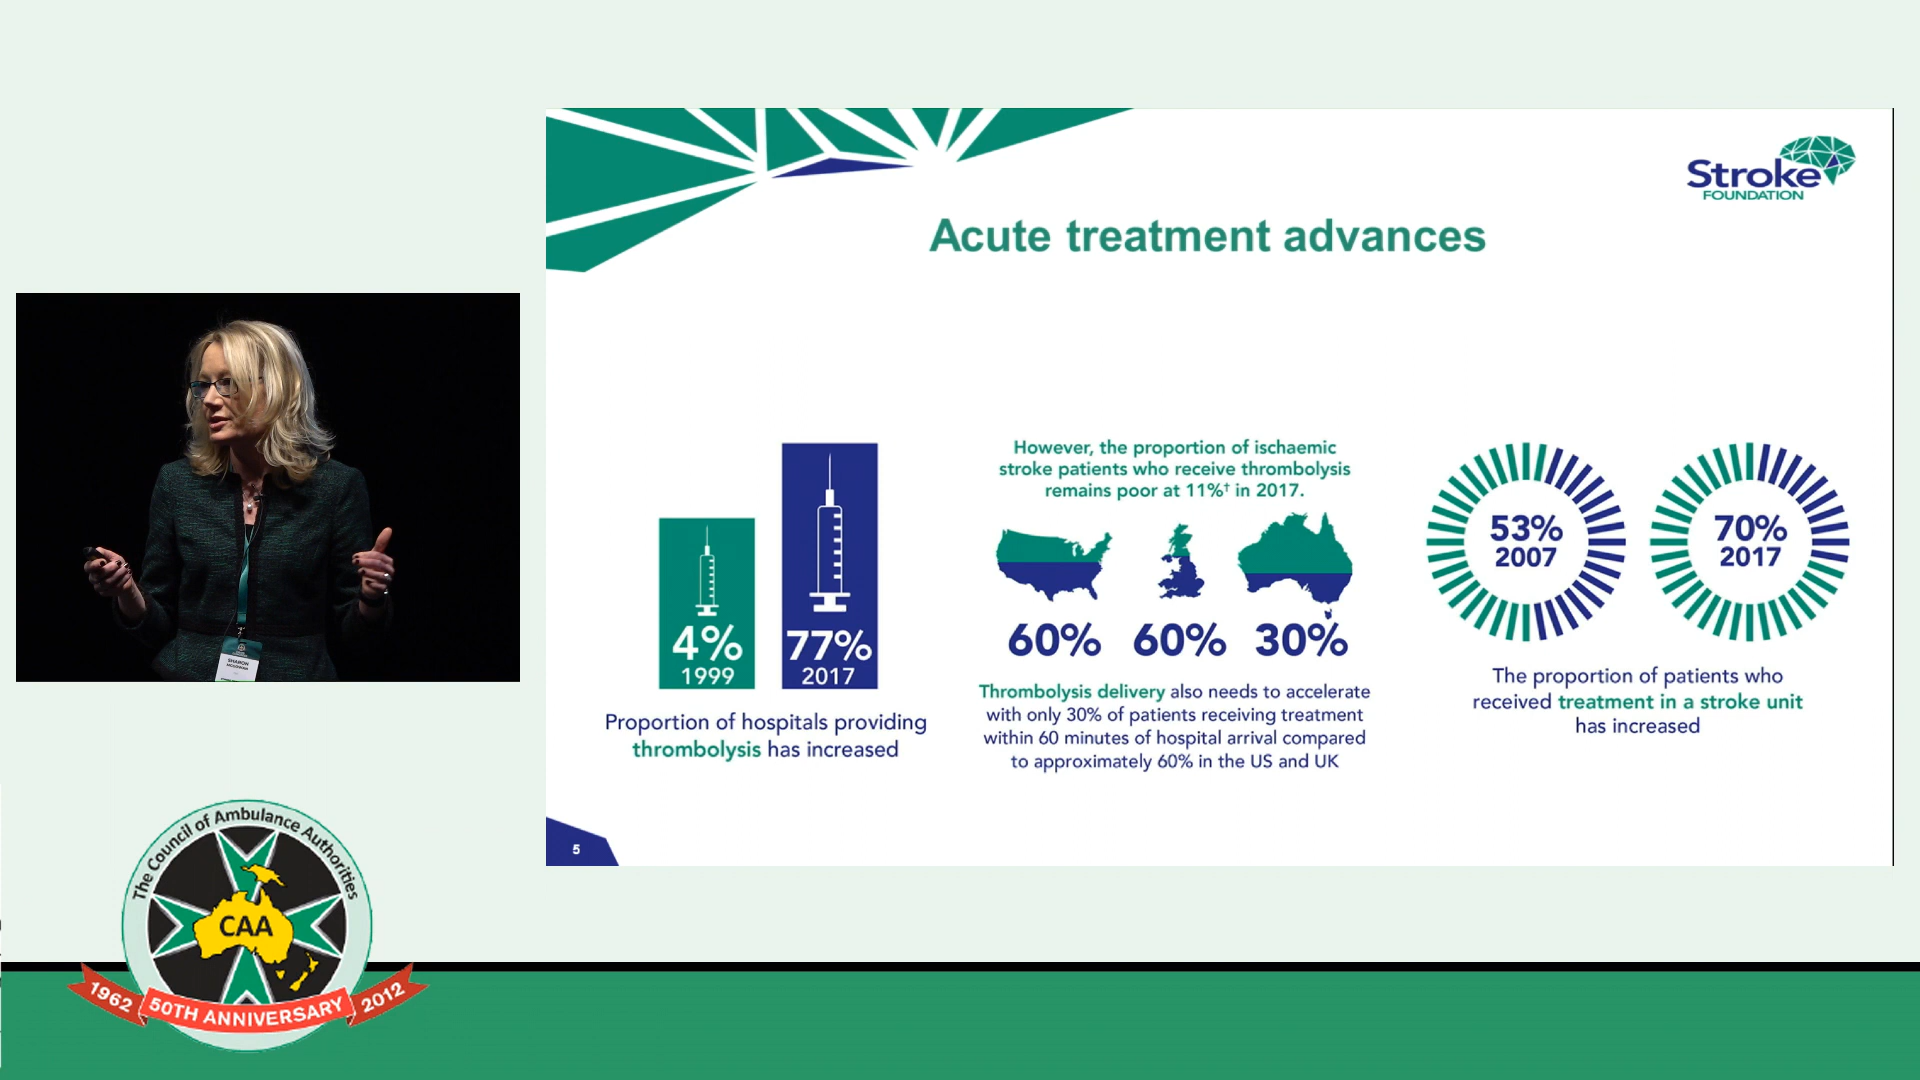 Stroke
FOUNDATION
Acute treatment advances
4%
1999
77%
2017
Proportion of hospitals providing
thrombolysis has increased
However, the proportion of ischaemic
stroke patients who receive thrombolysis
remains poor at 11%† in 2017.
60% 60% 30%
Thrombolysis delivery also needs to accelerate
with only 30% of patients receiving treatment
within 60 minutes of hospital arrival compared
to approximately 60% in the US and UK
53%
2007
70%
2017
The proportion of patients who
received treatment in a stroke unit
has increased
5
SHARON
The Council of Ambulance Authorities
CAA
1962 50TH ANNIVERSARY 2012